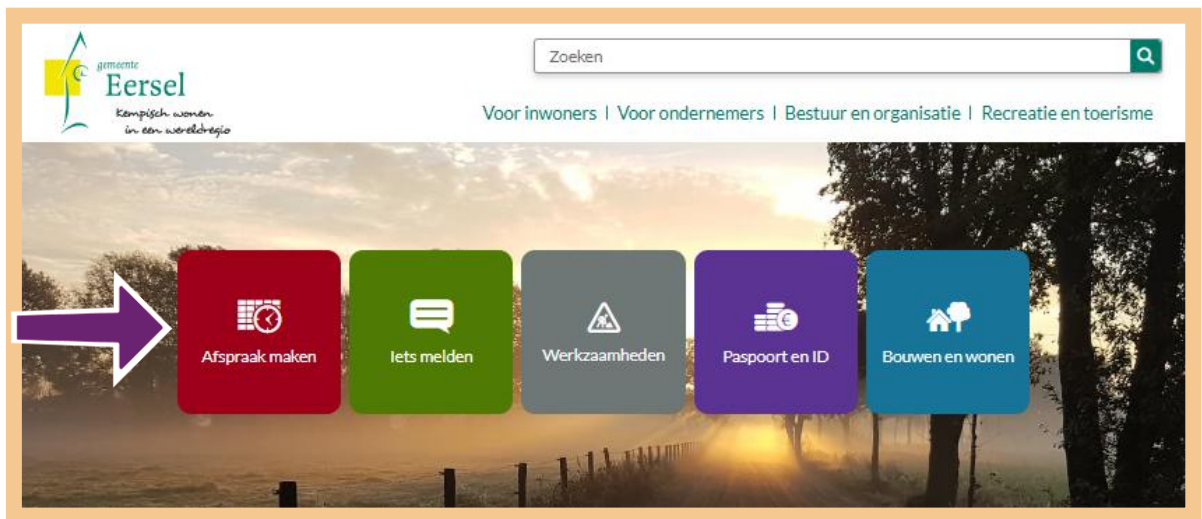 gemeente
Eersel
Kempisch wonen
in een wereldregio
Zoeken
Voor inwoners | Voor ondernemers | Bestuur en organisatie | Recreatie en toerisme
Afspraak maken
Iets melden
Werkzaamheden
Paspoort en ID
Bouwen en wonen